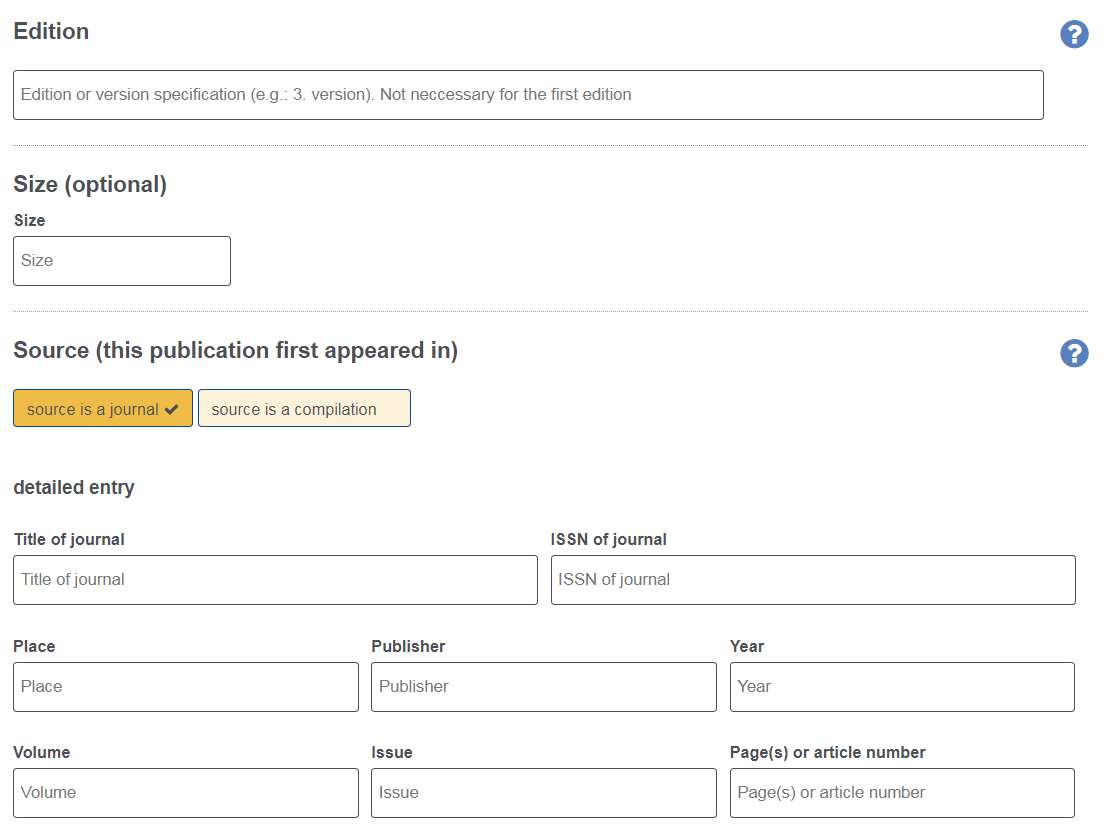 Edition
?
Edition or version specification (e.g.: 3. version). Not neccessary for the first edition
Size (optional)
Size
Size
Source (this publication first appeared in)
?
source is a journal ✔ source is a compilation
detailed entry
Title of journal ISSN of journal
Title of journal ISSN of journal
Place Publisher Year
Place Publisher Year
Volume Issue Page(s) or article number
Volume Issue Page(s) or article number